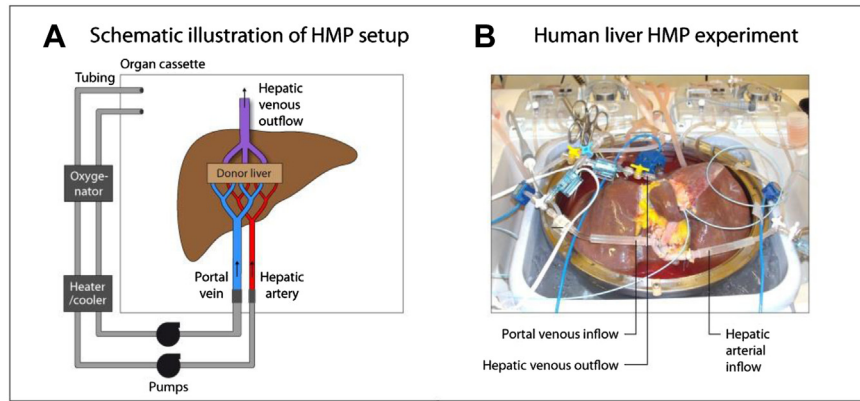 A Schematic illustration of HMP setup
Organ cassette
Tubing
Hepatic
venous
outflow
Oxyge-
nator
Donor liver
Heater
/cooler
Portal
vein
Hepatic
artery
Pumps
B Human liver HMP experiment
Portal venous inflow
Hepatic venous outflow
Hepatic
arterial
inflow